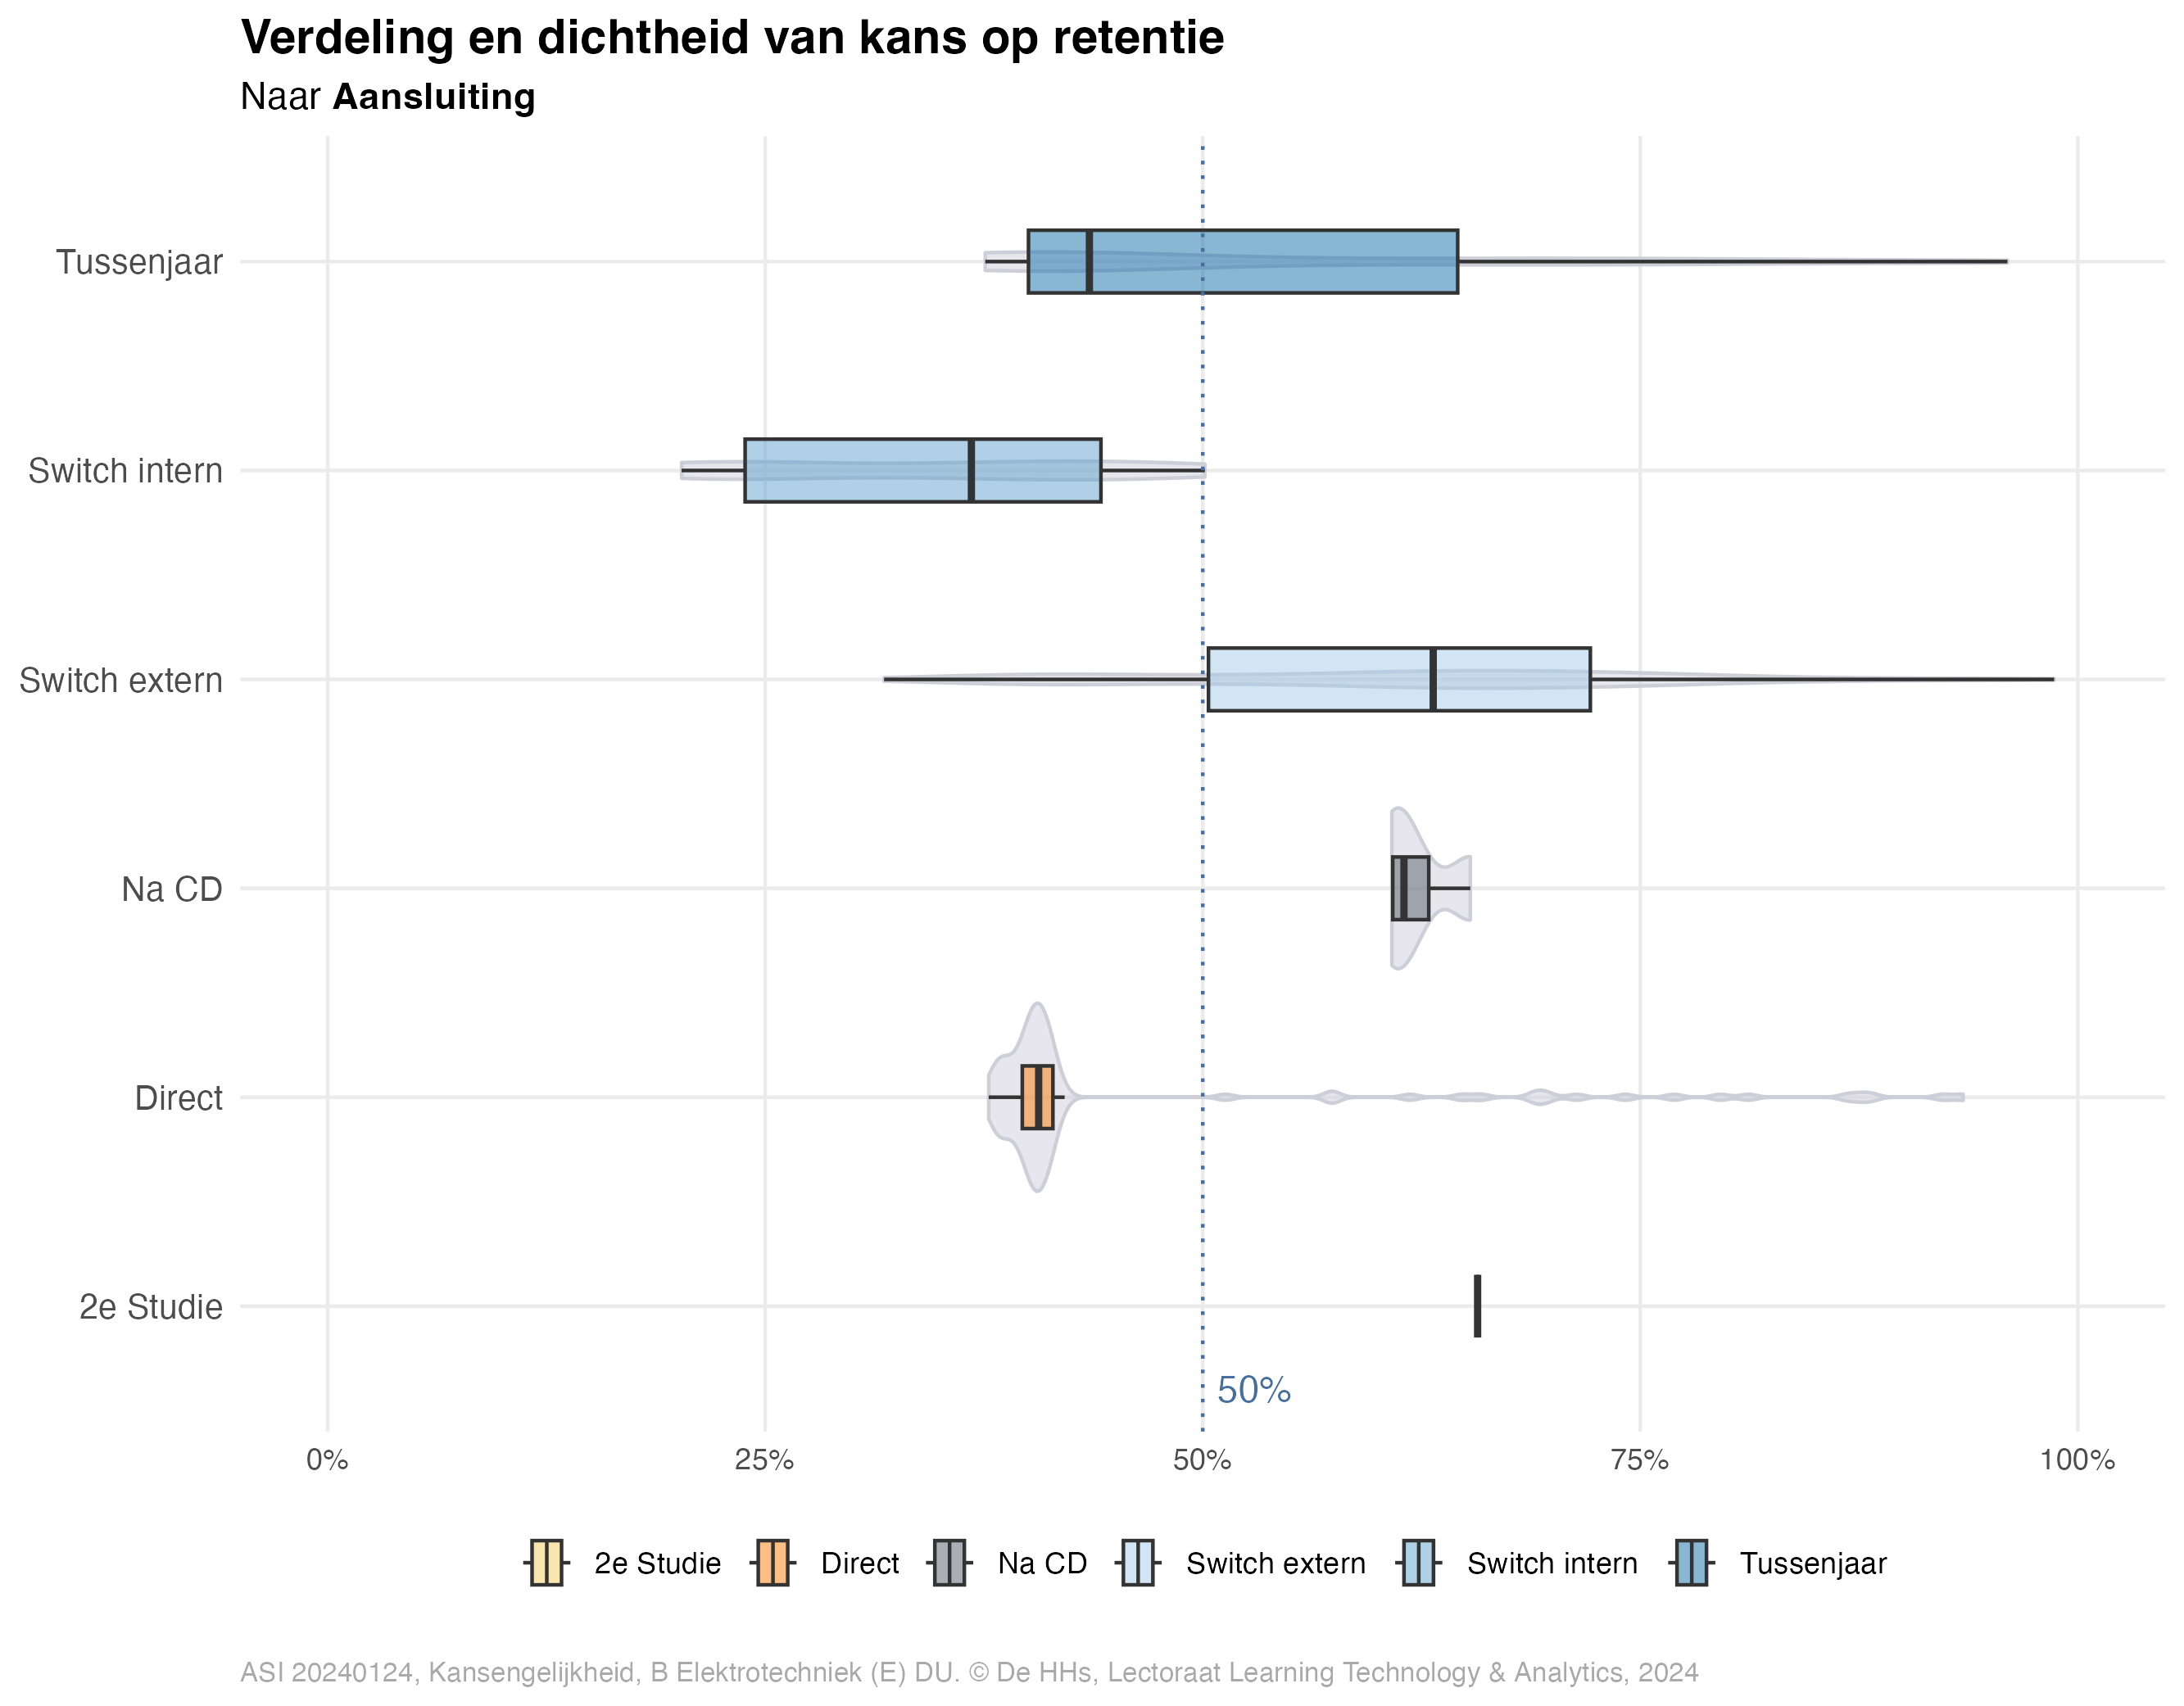 Verdeling en dichtheid van kans op retentie
Naar Aansluiting
Tussenjaar
Switch intern
Switch extern
Na CD
Direct
2e Studie
50%
0% 25% 50% 75% 100%
2e Studie Direct Na CD Switch extern Switch intern Tussenjaar
ASI 20240124, Kansengelijkheid, B Elektrotechniek (E) DU. © De HHs, Lectoraat Learning Technology & Analytics, 2024